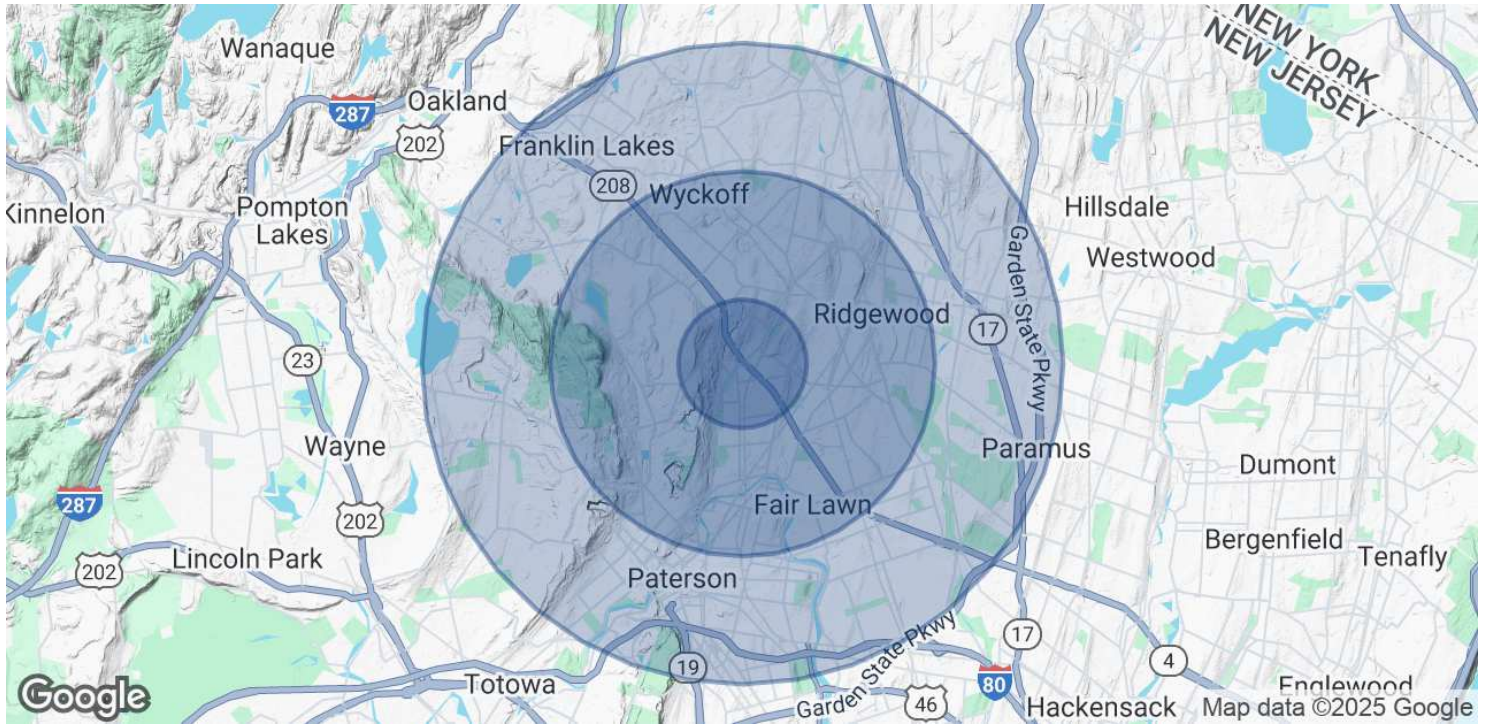 NEW YORK
NEW JERSEY
Wanaque
Oakland
287
202
Franklin Lakes
208
Wyckoff
Kinnelon
Pompton
Lakes
Hillsdale
Garden State Pkwy
Westwood
Ridgewood
17
23
Wayne
Paramus
Dumont
287
202
Fair Lawn
Bergenfield
Tenafly
Lincoln Park
202
Paterson
Garden State Pkwy
17
4
19
80
Totowa
46
Hackensack
Englewood
Google
Map data ©2025 Google